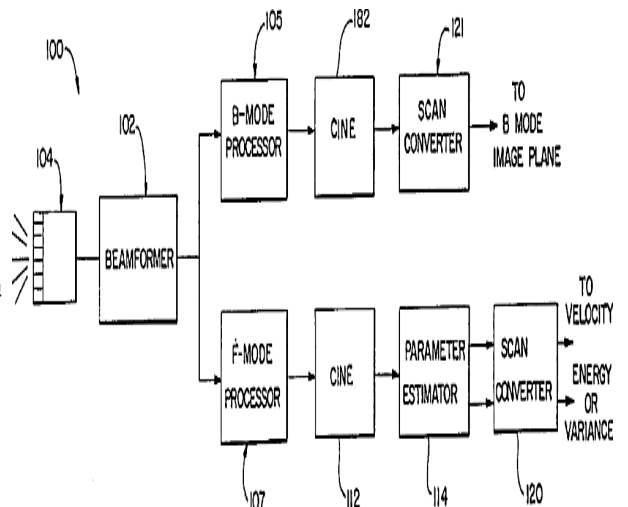 100
104
102
105
182
121
BEAMFORMER
B-MODE
PROCESSOR
CINE
SCAN
CONVERTER
TO
B MODE
IMAGE PLANE
F-MODE
PROCESSOR
CINE
PARAMETER
ESTIMATOR
SCAN
CONVERTER
TO
VELOCITY
ENERGY
OR
VARIANCE
107
112
114
120